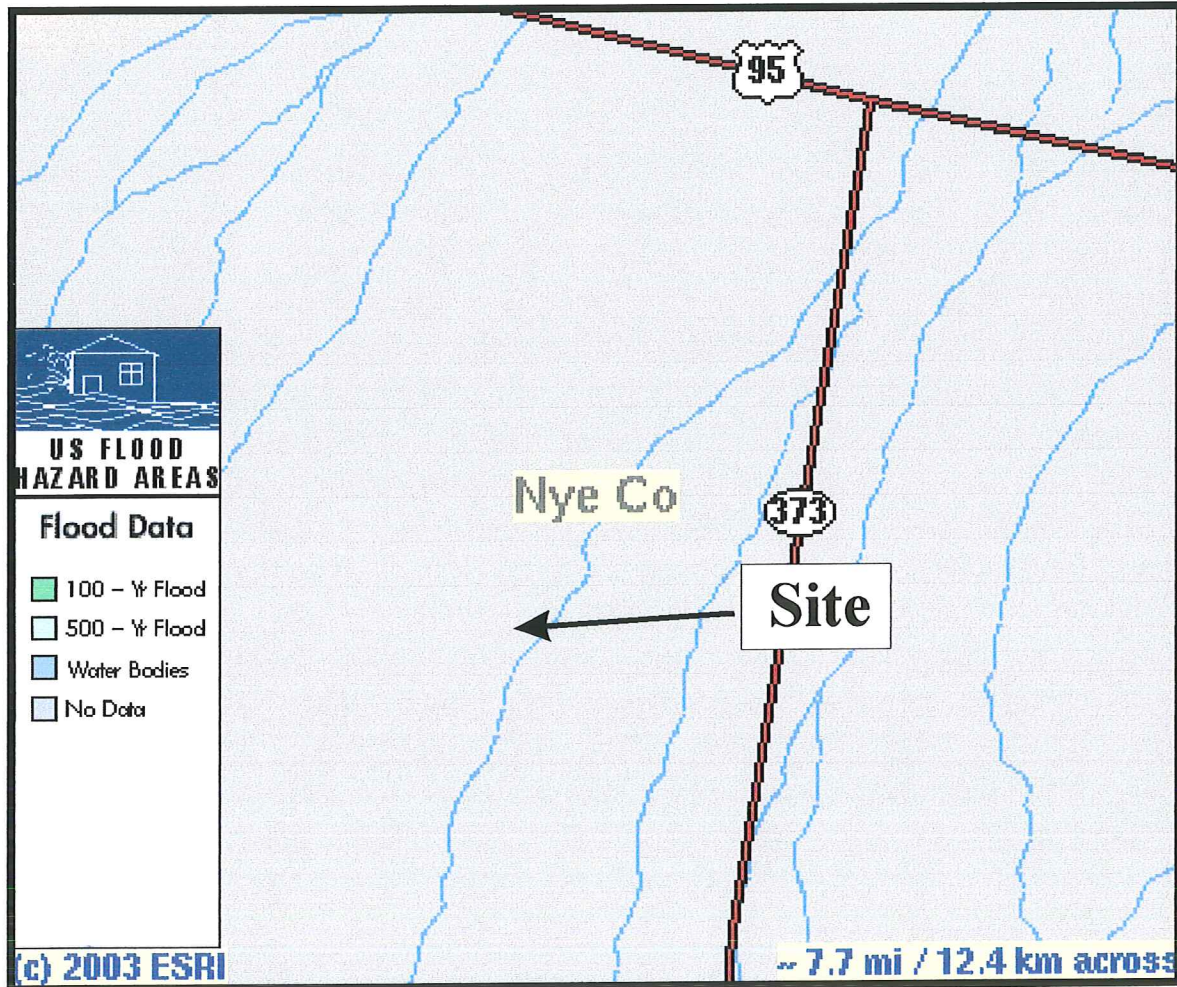 95
US FLOOD
HAZARD AREAS
Nye Co
373
Flood Data
100 - Yr Flood
Site
500 - Yr Flood
Water Bodies
No Data
(c) 2003 ESRI
~ 7.7 mi / 12.4 km across